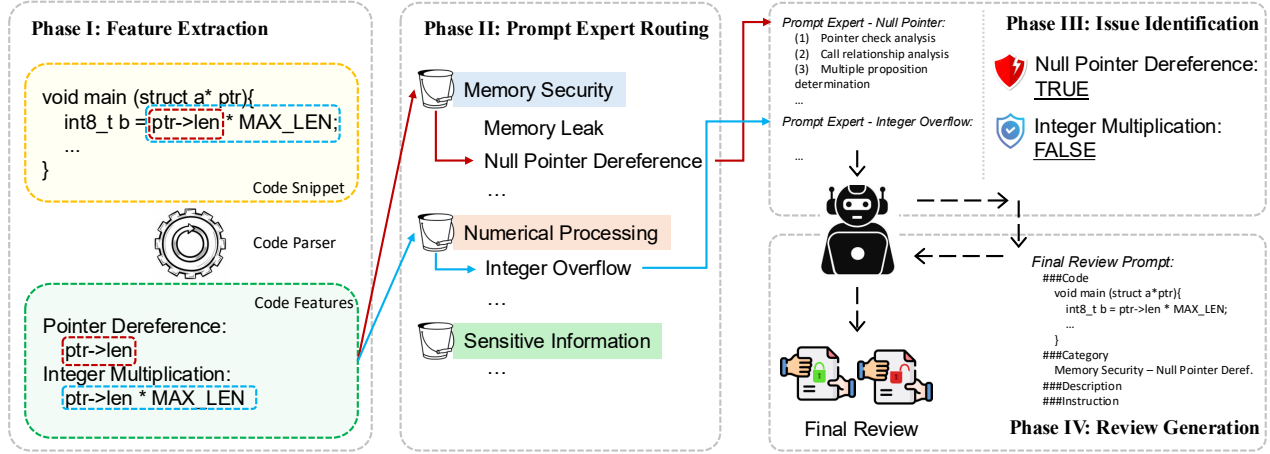 Phase I: Feature Extraction
void main (struct a* ptr){
int8_t b = ptr->len * MAX_LEN;
...
}
Code Snippet
Code Parser
Code Features
Pointer Dereference:
ptr->len
Integer Multiplication:
ptr->len * MAX_LEN
Phase II: Prompt Expert Routing
Memory Security
Memory Leak
Null Pointer Dereference
...
Numerical Processing
Integer Overflow
...
Sensitive Information
...
Prompt Expert - Null Pointer:
(1) Pointer check analysis
(2) Call relationship analysis
(3) Multiple proposition
determination
...
Prompt Expert - Integer Overflow:
...
Phase III: Issue Identification
Null Pointer Dereference:
TRUE
Integer Multiplication:
FALSE
Final Review Prompt:
###Code
void main (struct a*ptr){
int8_t b = ptr->len * MAX_LEN;
...
}
###Category
Memory Security – Null Pointer Deref.
###Description
###Instruction
Final Review
Phase IV: Review Generation